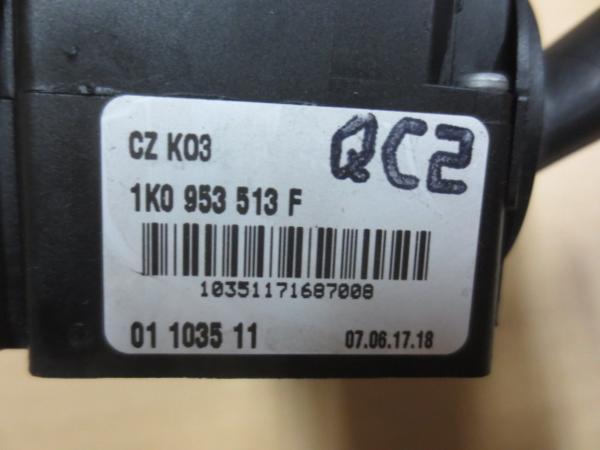 CZ K03
QC2
1K0 953 513 F
10351171687008
01 1035 11
07.06.17.18